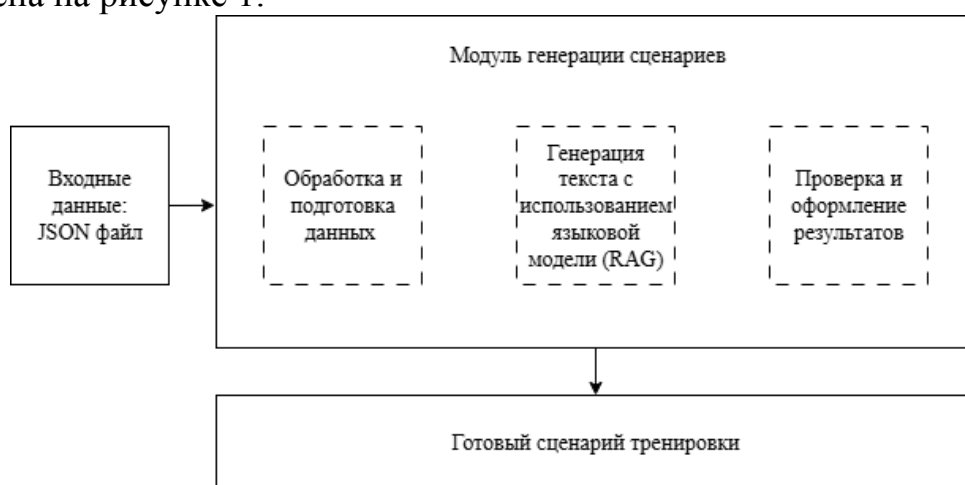 на рисунке 1.
Модуль генерации сценариев
Входные
данные:
JSON файл
Обработка и
подготовка
данных
Генерация
текста с
использованием
языковой
модели (RAG)
Проверка и
оформление
результатов
Готовый сценарий тренировки